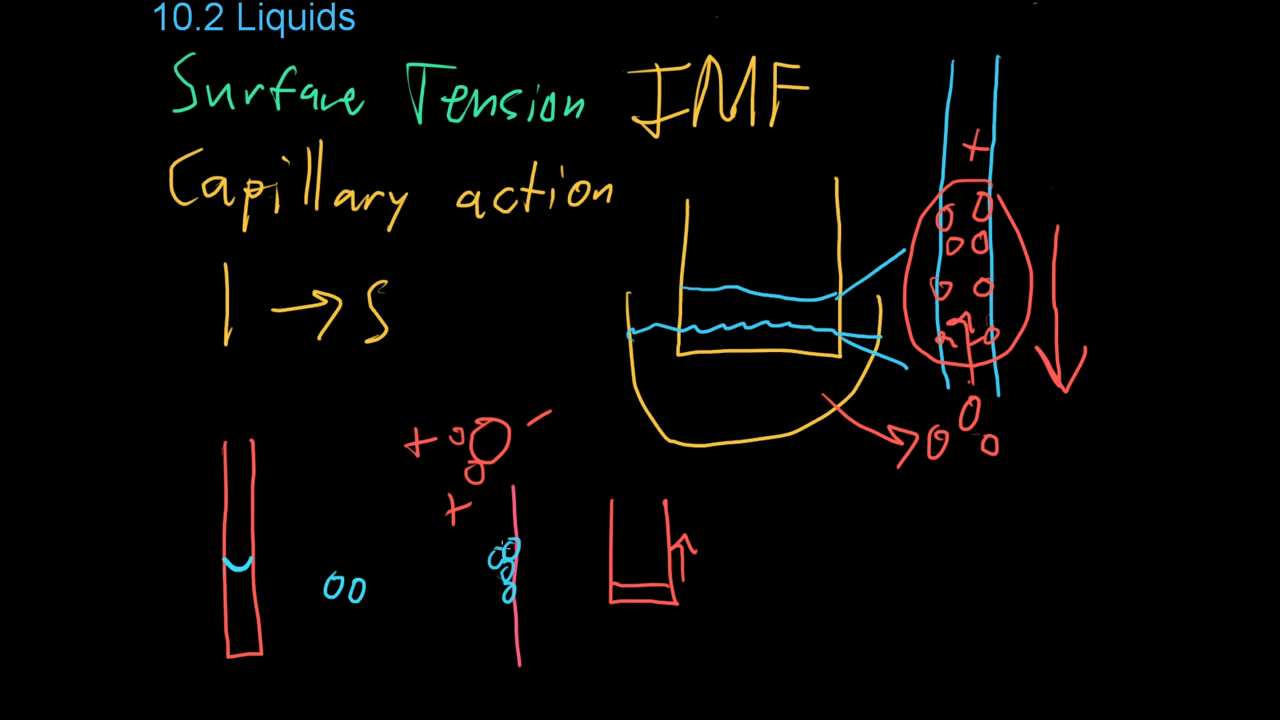 10.2 Liquids
Surface Tension IMF
Capillary action
l → S
+
+ -
+